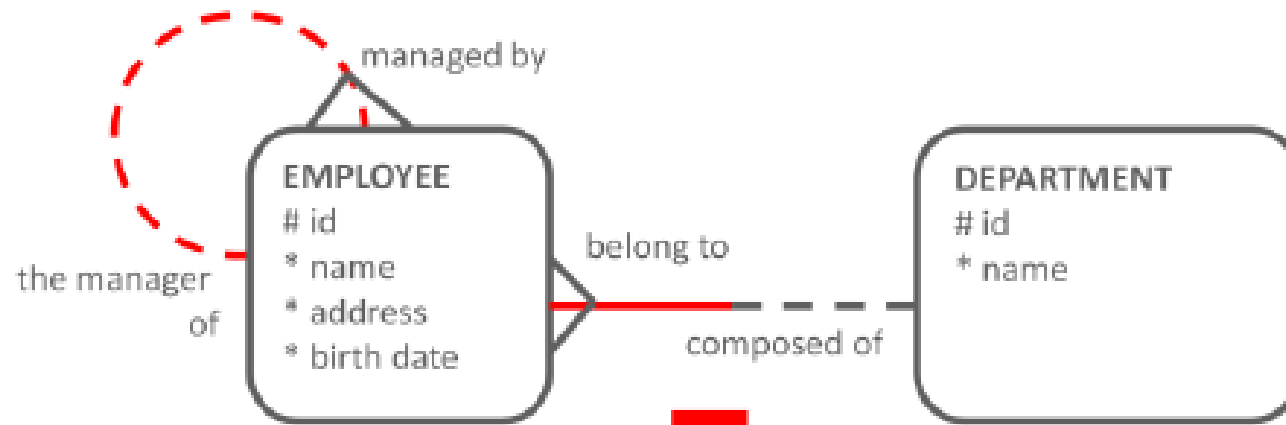 managed by
EMPLOYEE
# id
* name
* address
* birth date
the manager
of
belong to
composed of
DEPARTMENT
# id
* name